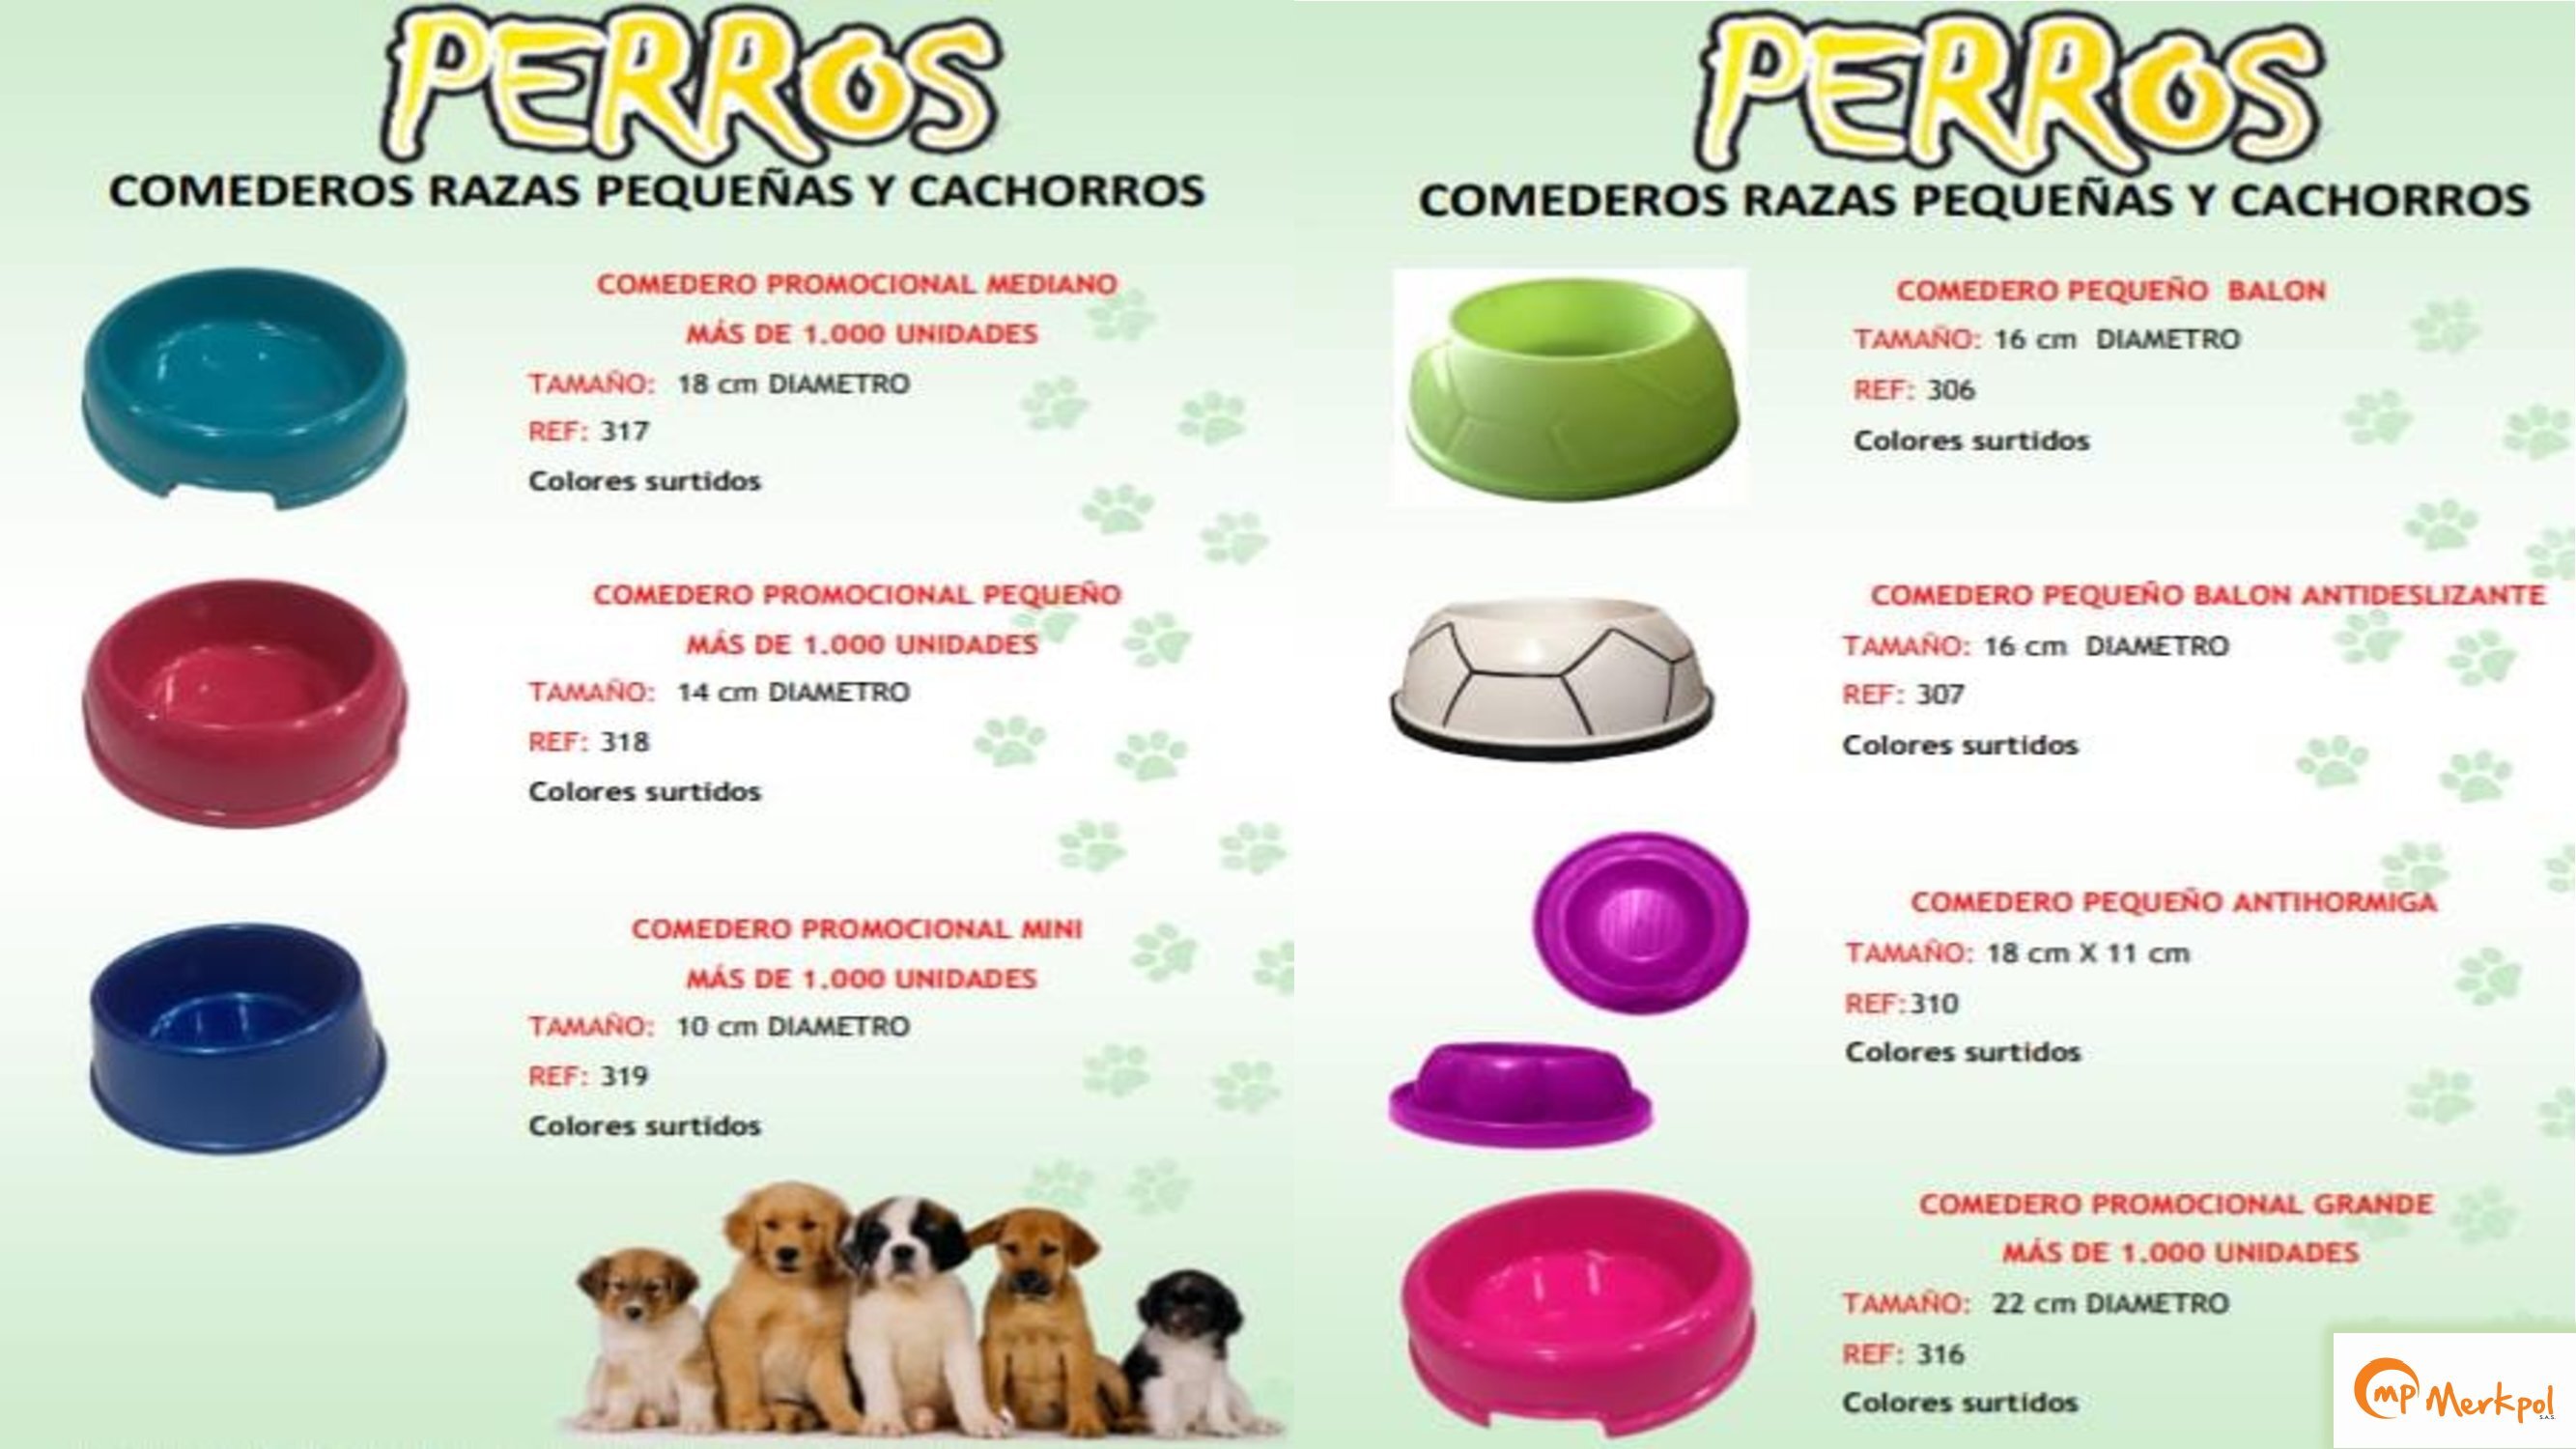 PERROS
COMEDEROS RAZAS PEQUEÑAS Y CACHORROS
COMEDERO PROMOCIONAL MEDIANO
MÁS DE 1.000 UNIDADES
TAMAÑO: 18 cm DIAMETRO
REF: 317
Colores surtidos
COMEDERO PROMOCIONAL PEQUEÑO
MÁS DE 1.000 UNIDADES
TAMAÑO: 14 cm DIAMETRO
REF: 318
Colores surtidos
COMEDERO PROMOCIONAL MINI
MÁS DE 1.000 UNIDADES
TAMAÑO: 10 cm DIAMETRO
REF: 319
Colores surtidos
PERROS
COMEDEROS RAZAS PEQUEÑAS Y CACHORROS
COMEDERO PEQUEÑO BALON
TAMAÑO: 16 cm DIAMETRO
REF: 306
Colores surtidos
COMEDERO PEQUEÑO BALON ANTIDESLIZANTE
TAMAÑO: 16 cm DIAMETRO
REF: 307
Colores surtidos
COMEDERO PEQUEÑO ANTIHORMIGA
TAMAÑO: 18 cm X 11 cm
REF:310
Colores surtidos
COMEDERO PROMOCIONAL GRANDE
MÁS DE 1.000 UNIDADES
TAMAÑO: 22 cm DIAMETRO
REF: 316
Colores surtidos
mp Merkpol
S.A.S.